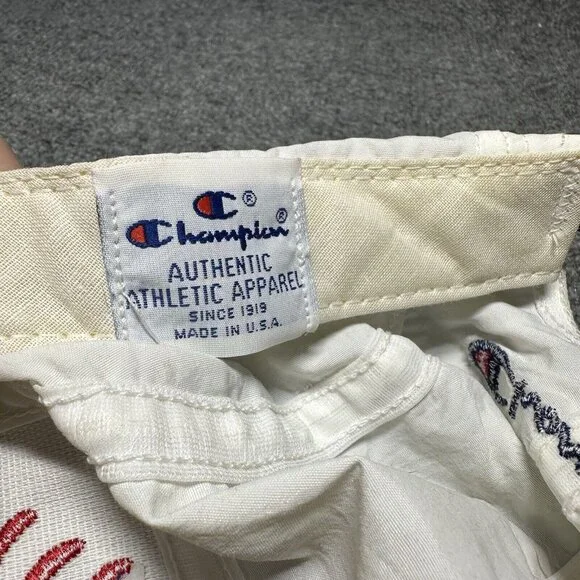 C®
Champion®
AUTHENTIC
ATHLETIC APPAREL
SINCE 1919
MADE IN U.S.A.